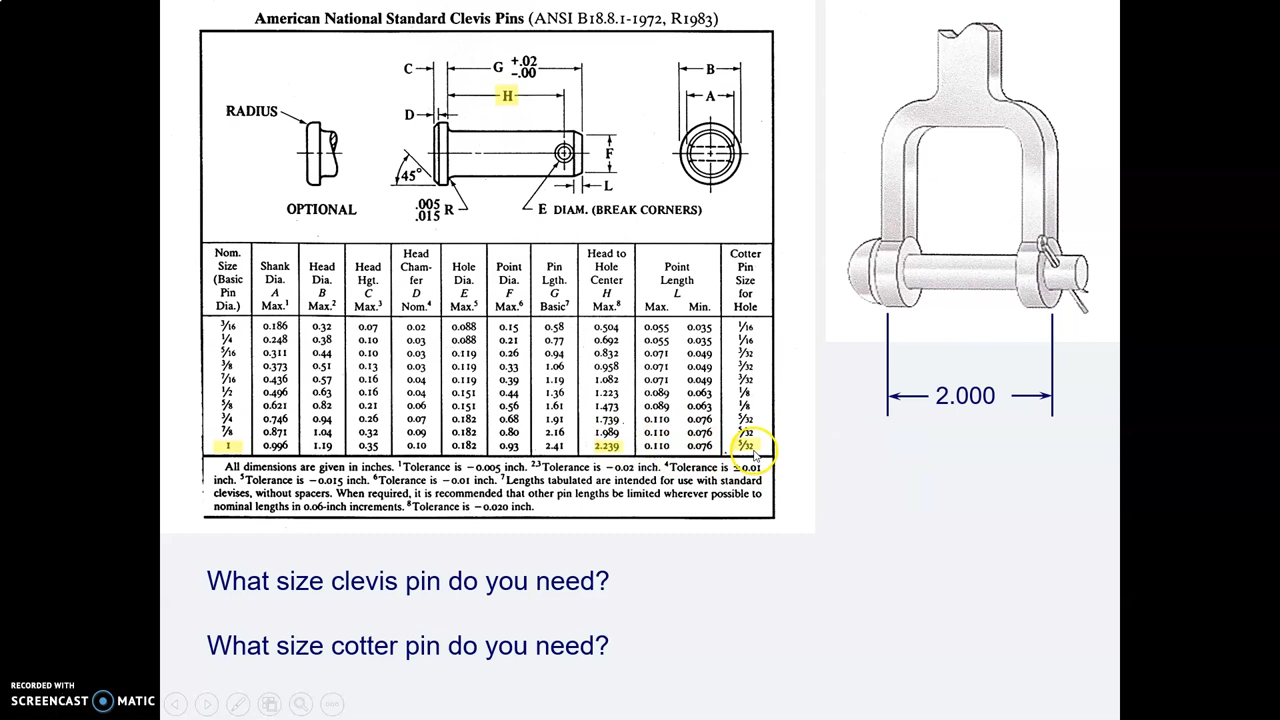 American National Standard Clevis Pins (ANSI B18.8.1-1972, R1983)
C
G +.02 -.00
B
H
A
D
RADIUS
F
45°
L
.005 .015 R
OPTIONAL
E DIAM. (BREAK CORNERS)
Nom. Size (Basic Pin Dia.) Shank Dia. A Max.¹ Head Dia. B Max.² Head Hgt. C Max.³ Head Cham- fer D Nom.⁴ Hole Dia. E Max.⁵ Point Dia. F Max.⁶ Pin Lgth. G Basic⁷ Head to Hole Center H Max.⁸ Point Length L Max. Min. Cotter Pin Size for Hole
3/16 0.186 0.32 0.07 0.02 0.088 0.15 0.58 0.504 0.055 0.035 1/16
1/4 0.248 0.38 0.10 0.03 0.088 0.21 0.77 0.692 0.055 0.035 1/16
5/16 0.311 0.44 0.10 0.03 0.119 0.26 0.94 0.832 0.071 0.049 3/32
3/8 0.373 0.51 0.13 0.03 0.119 0.33 1.06 0.958 0.071 0.049 3/32
7/16 0.436 0.57 0.16 0.04 0.119 0.39 1.19 1.082 0.071 0.049 3/32
1/2 0.496 0.63 0.16 0.04 0.151 0.44 1.36 1.223 0.089 0.063 1/8
5/8 0.621 0.82 0.21 0.06 0.151 0.56 1.61 1.473 0.089 0.063 1/8
3/4 0.746 0.94 0.26 0.07 0.182 0.68 1.91 1.739 0.110 0.076 5/32
7/8 0.871 1.04 0.32 0.09 0.182 0.80 2.16 1.989 0.110 0.076 5/32
1 0.996 1.19 0.35 0.10 0.182 0.93 2.41 2.239 0.110 0.076 5/32
All dimensions are given in inches. ¹Tolerance is −0.005 inch. ²,³Tolerance is −0.02 inch. ⁴Tolerance is ±0.01
inch. ⁵Tolerance is −0.015 inch. ⁶Tolerance is −0.01 inch. ⁷Lengths tabulated are intended for use with standard
clevises, without spacers. When required, it is recommended that other pin lengths be limited wherever possible to
nominal lengths in 0.06-inch increments. ⁸Tolerance is −0.020 inch.
2.000
What size clevis pin do you need?
What size cotter pin do you need?
RECORDED WITH
SCREENCAST MATIC